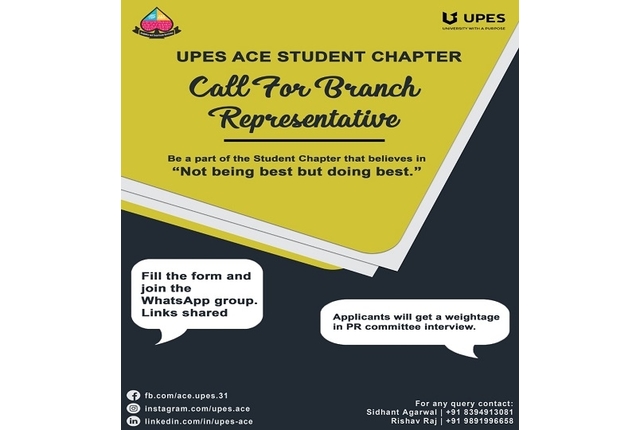 UPES
UNIVERSITY WITH A PURPOSE
UPES ACE STUDENT CHAPTER
Call For Branch
Representative
Be a part of the Student Chapter that believes in
“Not being best but doing best.”
Fill the form and
join the
WhatsApp group.
Links shared
Applicants will get a weightage
in PR committee interview.
fb.com/ace.upes.31
instagram.com/upes.ace
linkedin.com/in/upes-ace
For any query contact:
Sidhant Agarwal | +91 8394913081
Rishav Raj | +91 9891996658